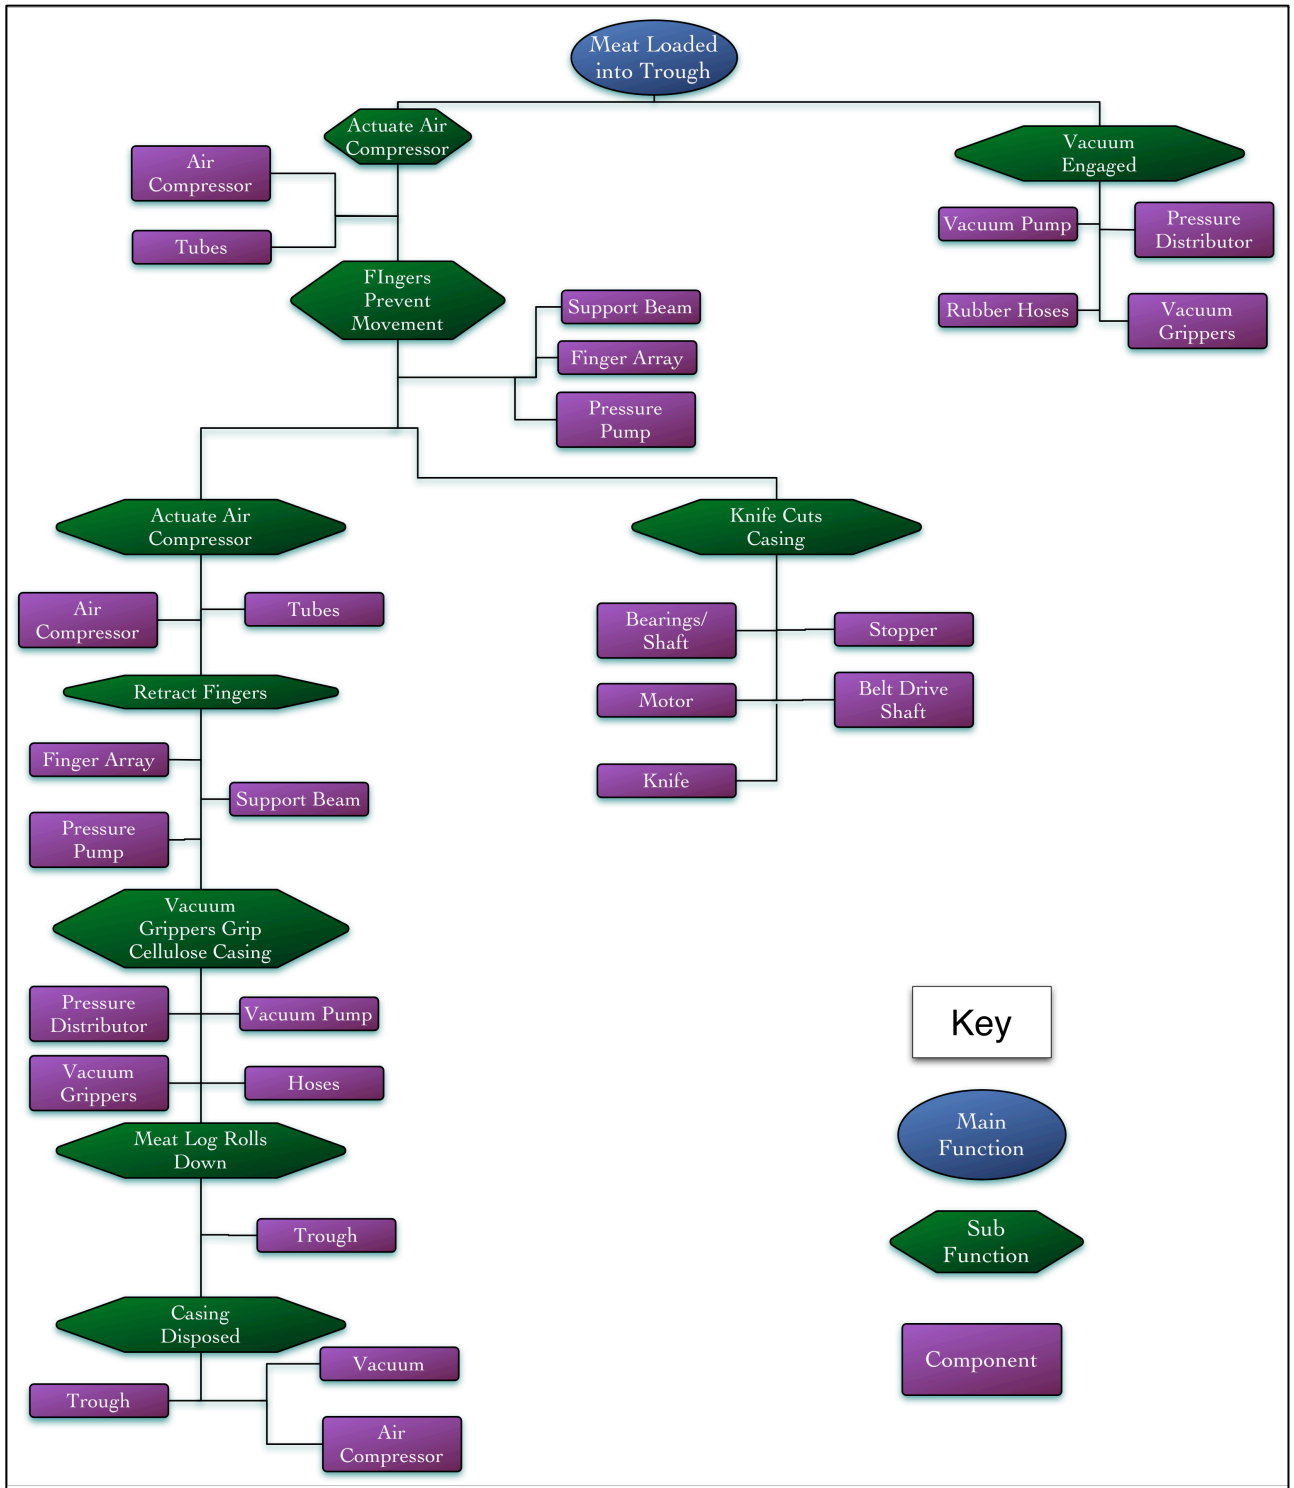 Meat Loaded
into Trough
Actuate Air
Compressor
Vacuum
Engaged
Air
Compressor
Tubes
Vacuum Pump
Pressure
Distributor
FIngers
Prevent
Movement
Support Beam
Finger Array
Pressure
Pump
Rubber Hoses
Vacuum
Grippers
Actuate Air
Compressor
Knife Cuts
Casing
Air
Compressor
Tubes
Bearings/
Shaft
Stopper
Retract Fingers
Motor
Belt Drive
Shaft
Finger Array
Support Beam
Knife
Pressure
Pump
Vacuum
Grippers Grip
Cellulose Casing
Pressure
Distributor
Vacuum Pump
Vacuum
Grippers
Hoses
Meat Log Rolls
Down
Trough
Casing
Disposed
Vacuum
Trough
Air
Compressor
Key
Main
Function
Sub
Function
Component